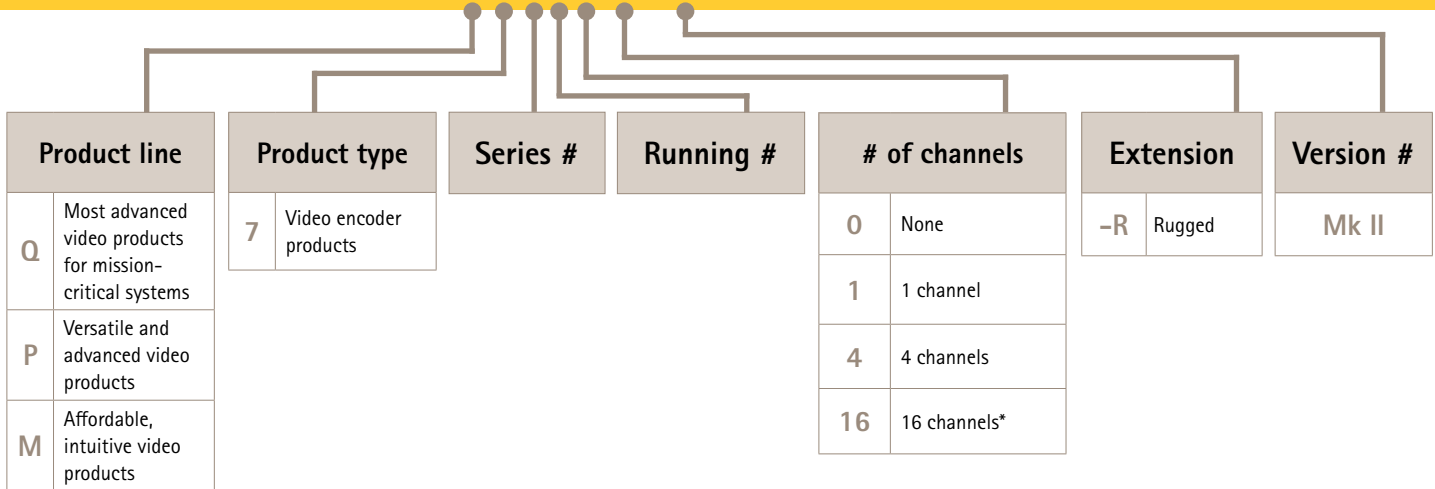 Product line
Q
Most advanced
video products
for mission-
critical systems
P
Versatile and
advanced video
products
M
Affordable,
intuitive video
products
Product type
7
Video encoder
products
Series #
Running #
# of channels
0
None
1
1 channel
4
4 channels
16
16 channels*
Extension
-R
Rugged
Version #
Mk II